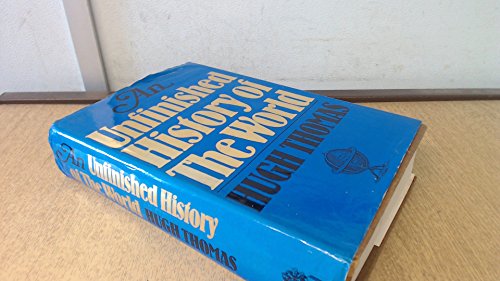 An
Unfinished
History of
The World
HUGH THOMAS
An Unfinished History
of The World HUGH THOMAS